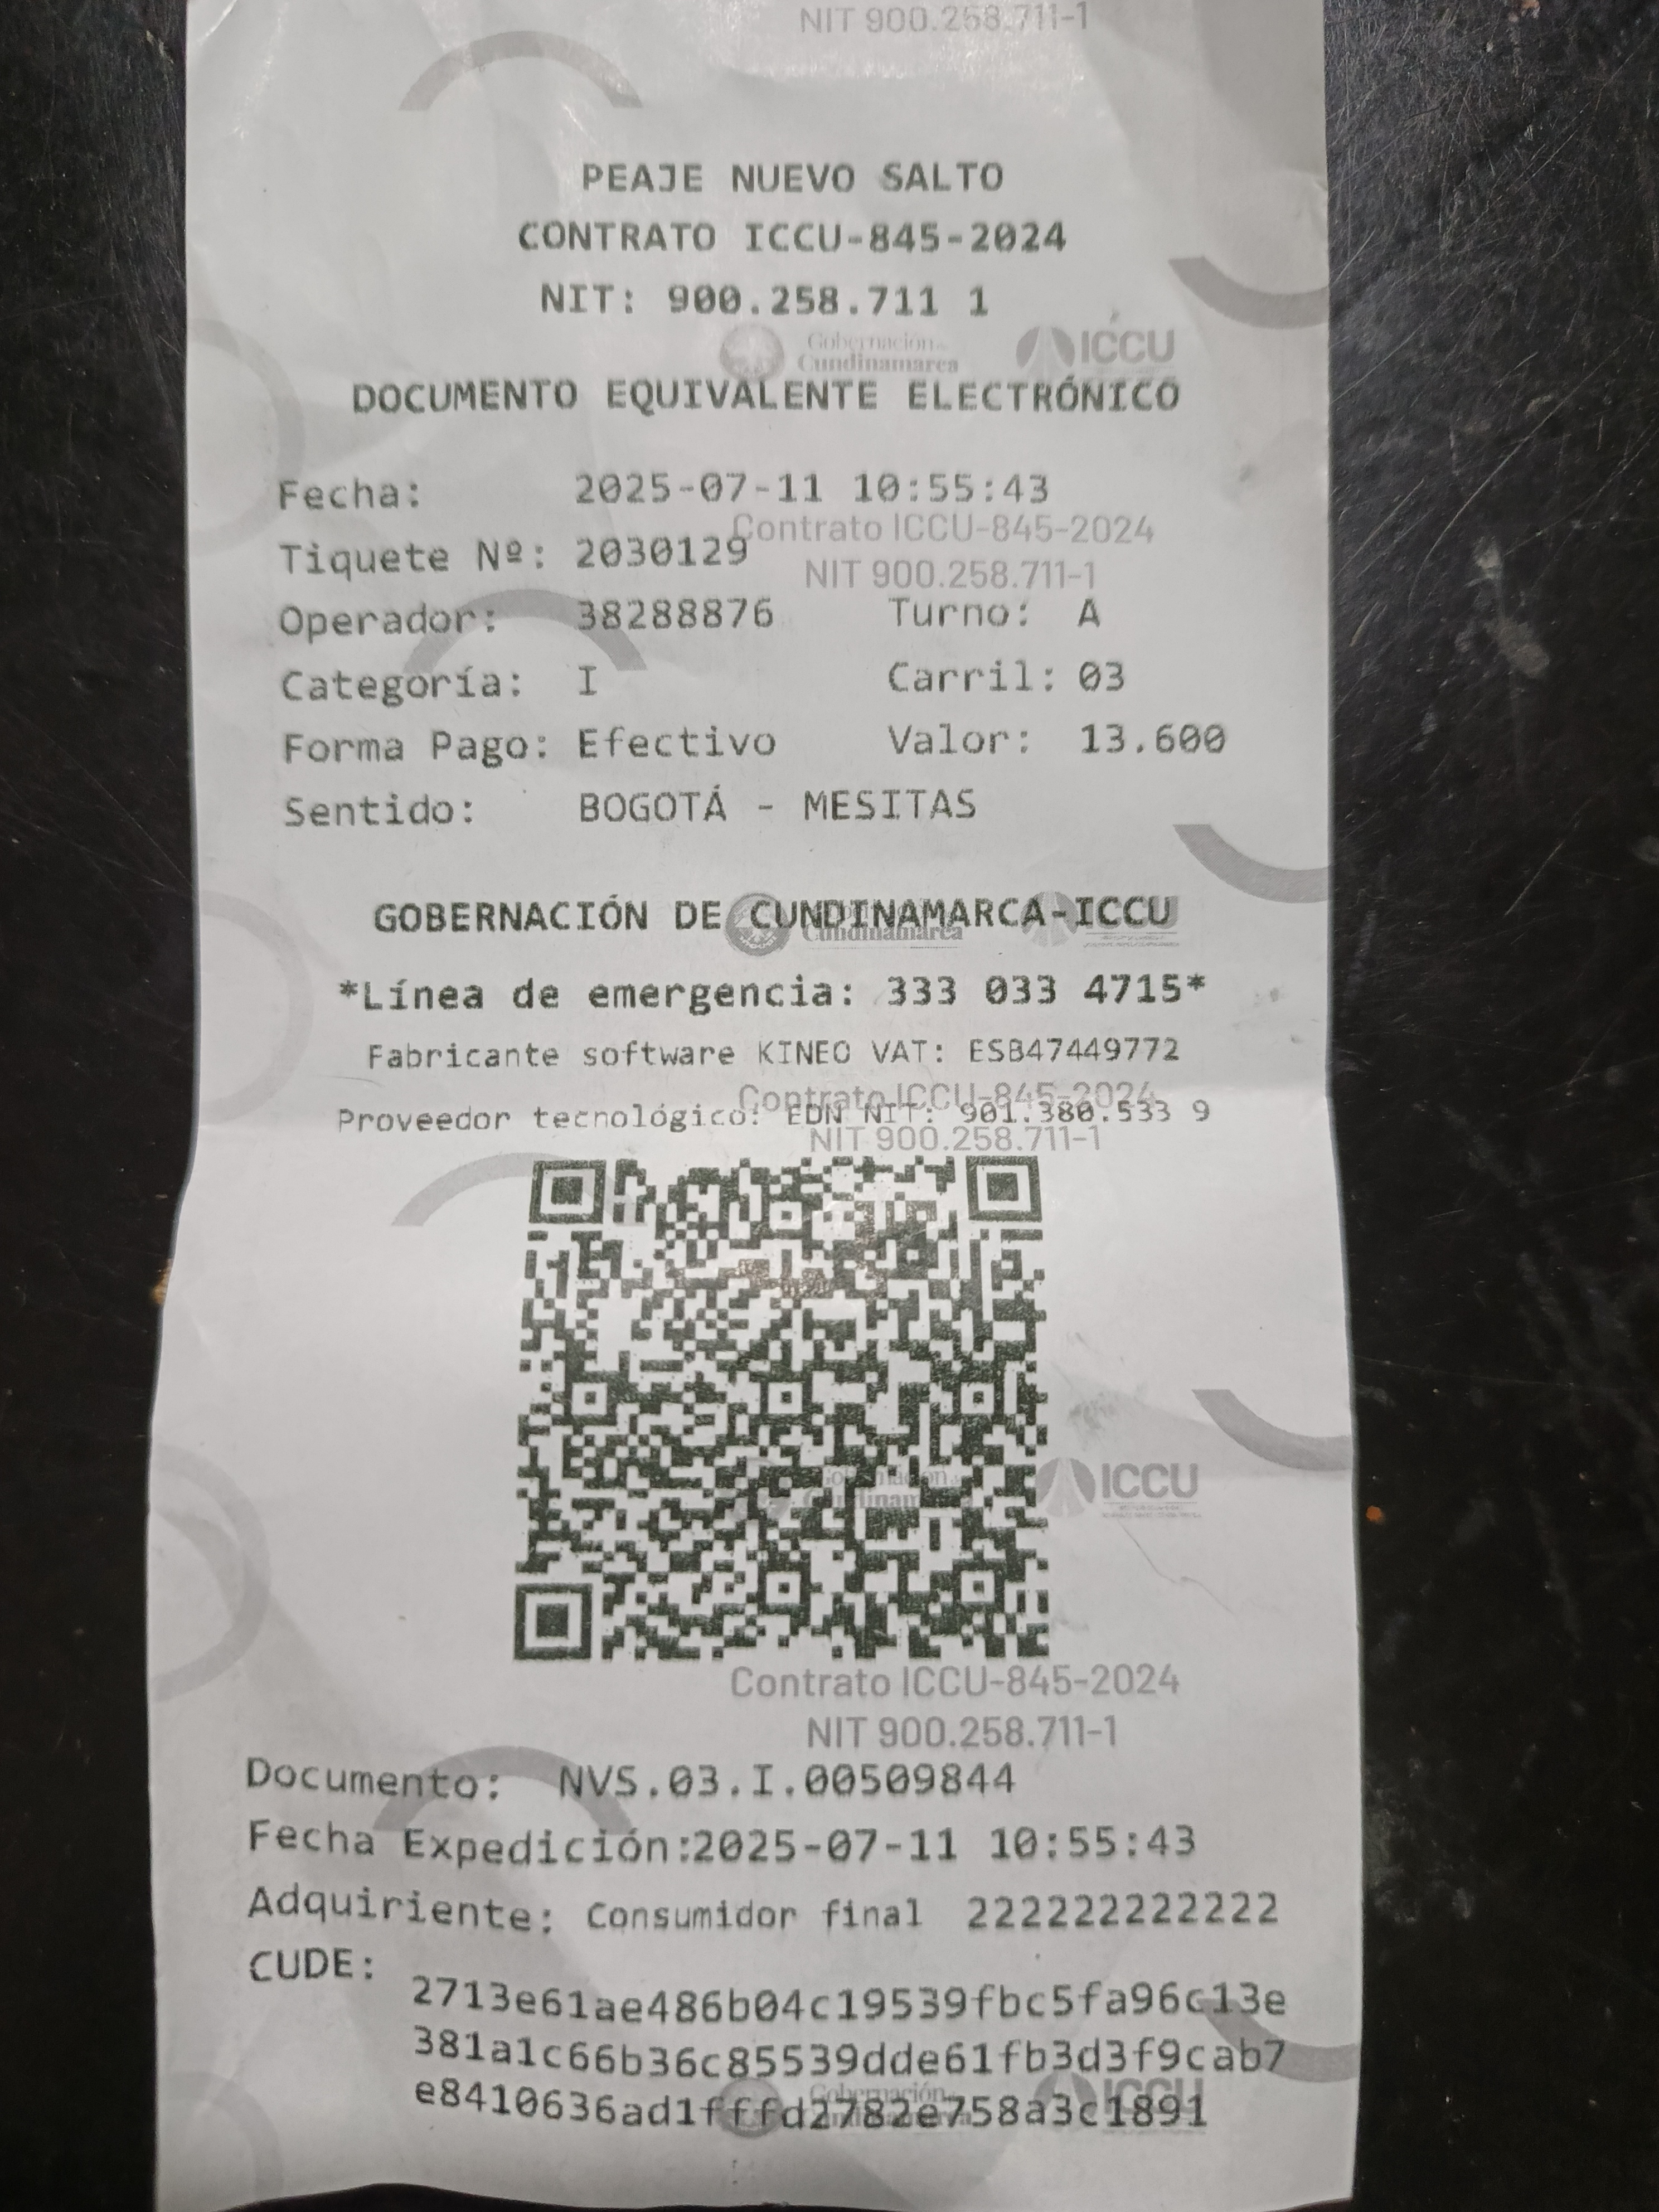 NIT 900.258.711-1
PEAJE NUEVO SALTO
CONTRATO ICCU-845-2024
NIT: 900.258.711 1
Gobernación de
Cundinamarca
ICCU
DOCUMENTO EQUIVALENTE ELECTRÓNICO
Fecha: 2025-07-11 10:55:43
Contrato ICCU-845-2024
Tiquete Nº: 2030129
NIT 900.258.711-1
Operador: 38288876 Turno: A
Categoría: I Carril: 03
Forma Pago: Efectivo Valor: 13.600
Sentido: BOGOTÁ - MESITAS
GOBERNACIÓN DE CUNDINAMARCA-ICCU
Cundinamarca
*Línea de emergencia: 333 033 4715*
Fabricante software KINEO VAT: ESB47449772
Contrato ICCU-845-2024
Proveedor tecnológico: EDN NIT: 901.380.533 9
NIT 900.258.711-1
Gobernación de
Cundinamarca
ICCU
Contrato ICCU-845-2024
NIT 900.258.711-1
Documento: NVS.03.I.00509844
Fecha Expedición:2025-07-11 10:55:43
Adquiriente: Consumidor final 222222222222
CUDE:
2713e61ae486b04c19539fbc5fa96c13e
381a1c66b36c85539dde61fb3d3f9cab7
Gobernación
ICCU
e8410636ad1fffd2782e758a3c1891